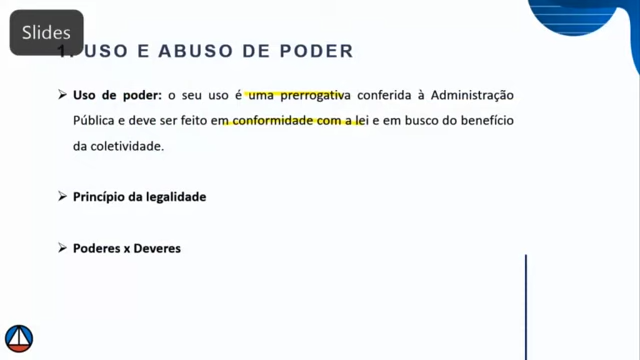 Slides
1. USO E ABUSO DE PODER
➢ Uso de poder: o seu uso é uma prerrogativa conferida à Administração
Pública e deve ser feito em conformidade com a lei e em busco do benefício
da coletividade.
➢ Princípio da legalidade
➢ Poderes x Deveres